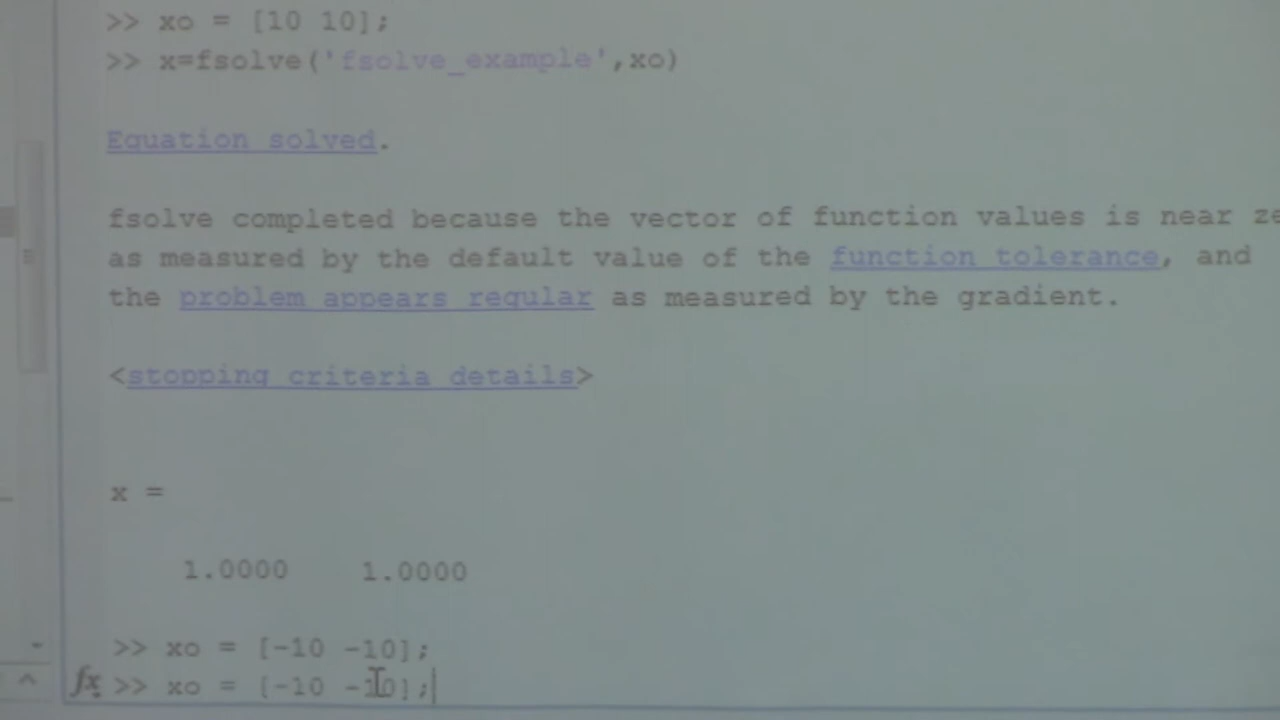 >> xo = [10 10];
>> x=fsolve('fsolve_example',xo)
Equation solved.
fsolve completed because the vector of function values is near
as measured by the default value of the function tolerance, and
the problem appears regular as measured by the gradient.
<stopping criteria details>
x =
1.0000 1.0000
>> xo = [-10 -10];
fx >> xo = [-10 -10];